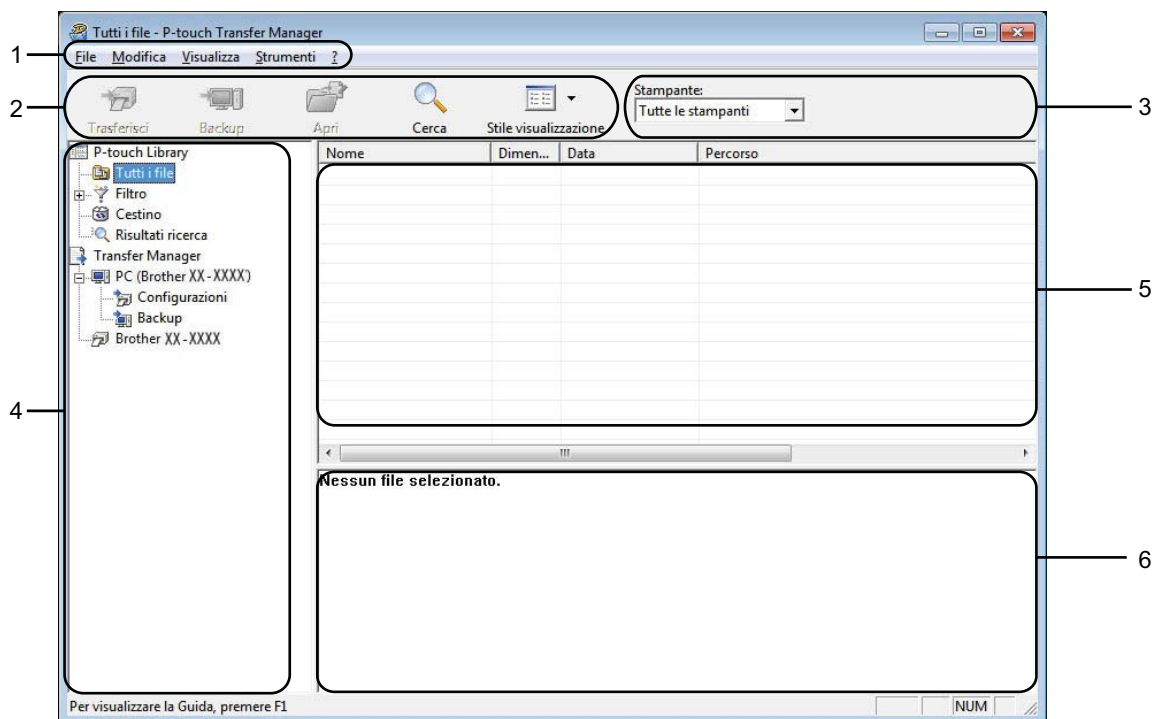 Tutti i file - P-touch Transfer Manager
1
File Modifica Visualizza Strumenti ?
2
Trasferisci Backup Apri Cerca Stile visualizzazione
Stampante:
Tutte le stampanti
3
P-touch Library
Tutti i file
Filtro
Cestino
Risultati ricerca
Transfer Manager
PC (Brother XX-XXXX)
Configurazioni
Backup
Brother XX-XXXX
4
Nome Dimen... Data Percorso
5
Nessun file selezionato.
6
Per visualizzare la Guida, premere F1
NUM